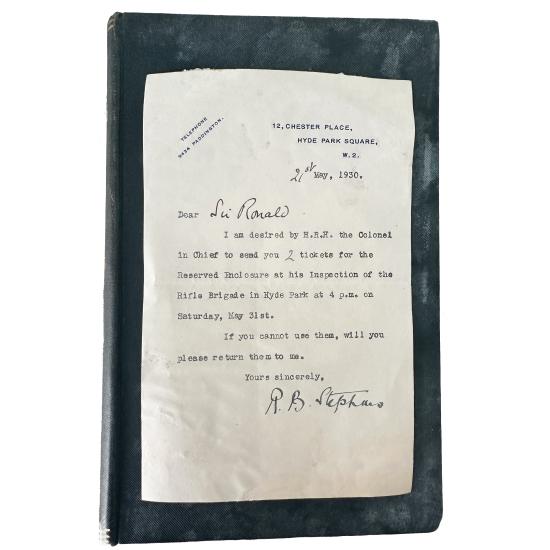 TELEPHONE
9424 PADDINGTON.
12, CHESTER PLACE,
HYDE PARK SQUARE,
W. 2.
21st May, 1930.
Dear Sir Ronald
I am desired by H.R.H. the Colonel
in Chief to send you 2 tickets for the
Reserved Enclosure at his Inspection of the
Rifle Brigade in Hyde Park at 4 p.m. on
Saturday, May 31st.
If you cannot use them, will you
please return them to me.
Yours sincerely,
R. B. Stephens